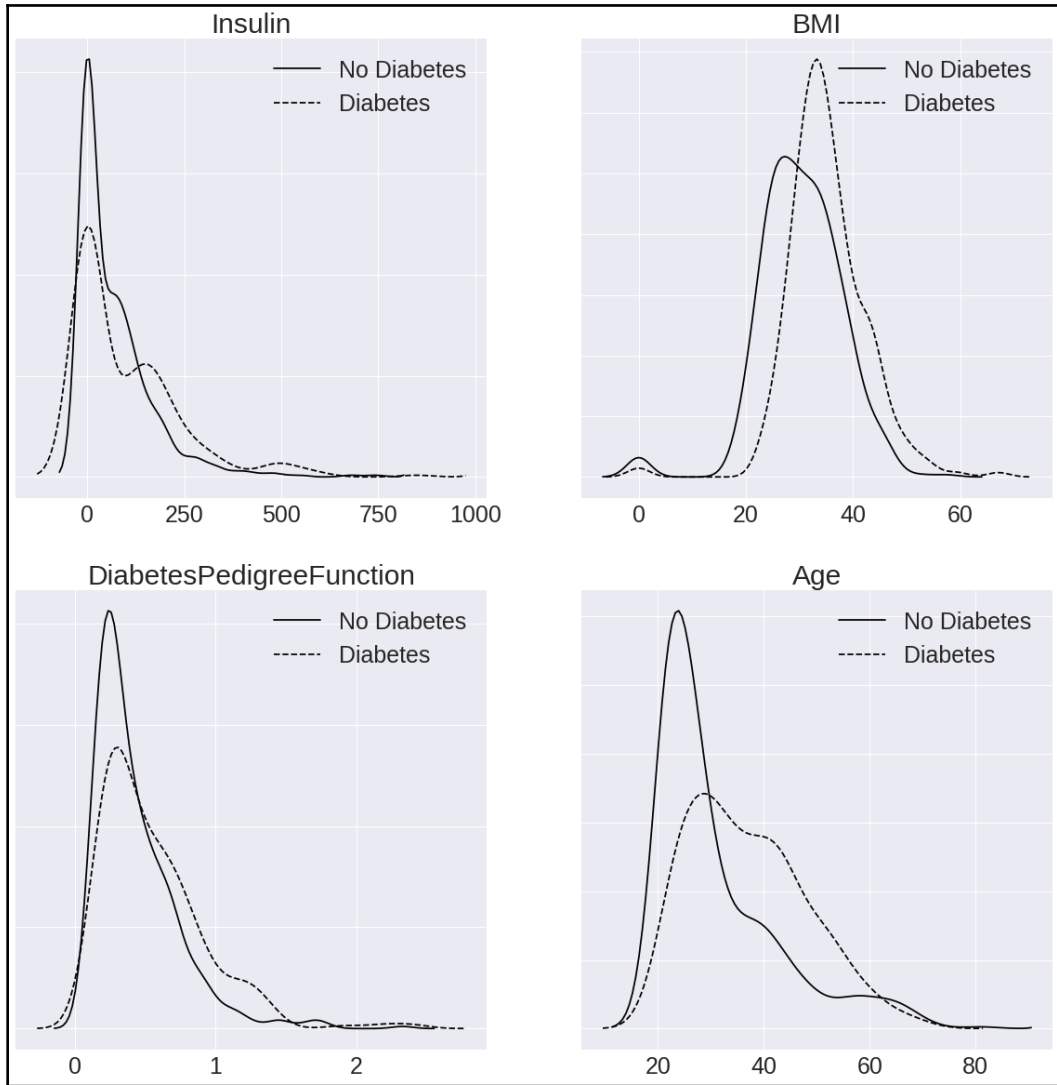 Insulin
No Diabetes
Diabetes
0 250 500 750 1000
BMI
No Diabetes
Diabetes
0 20 40 60
DiabetesPedigreeFunction
No Diabetes
Diabetes
0 1 2
Age
No Diabetes
Diabetes
20 40 60 80